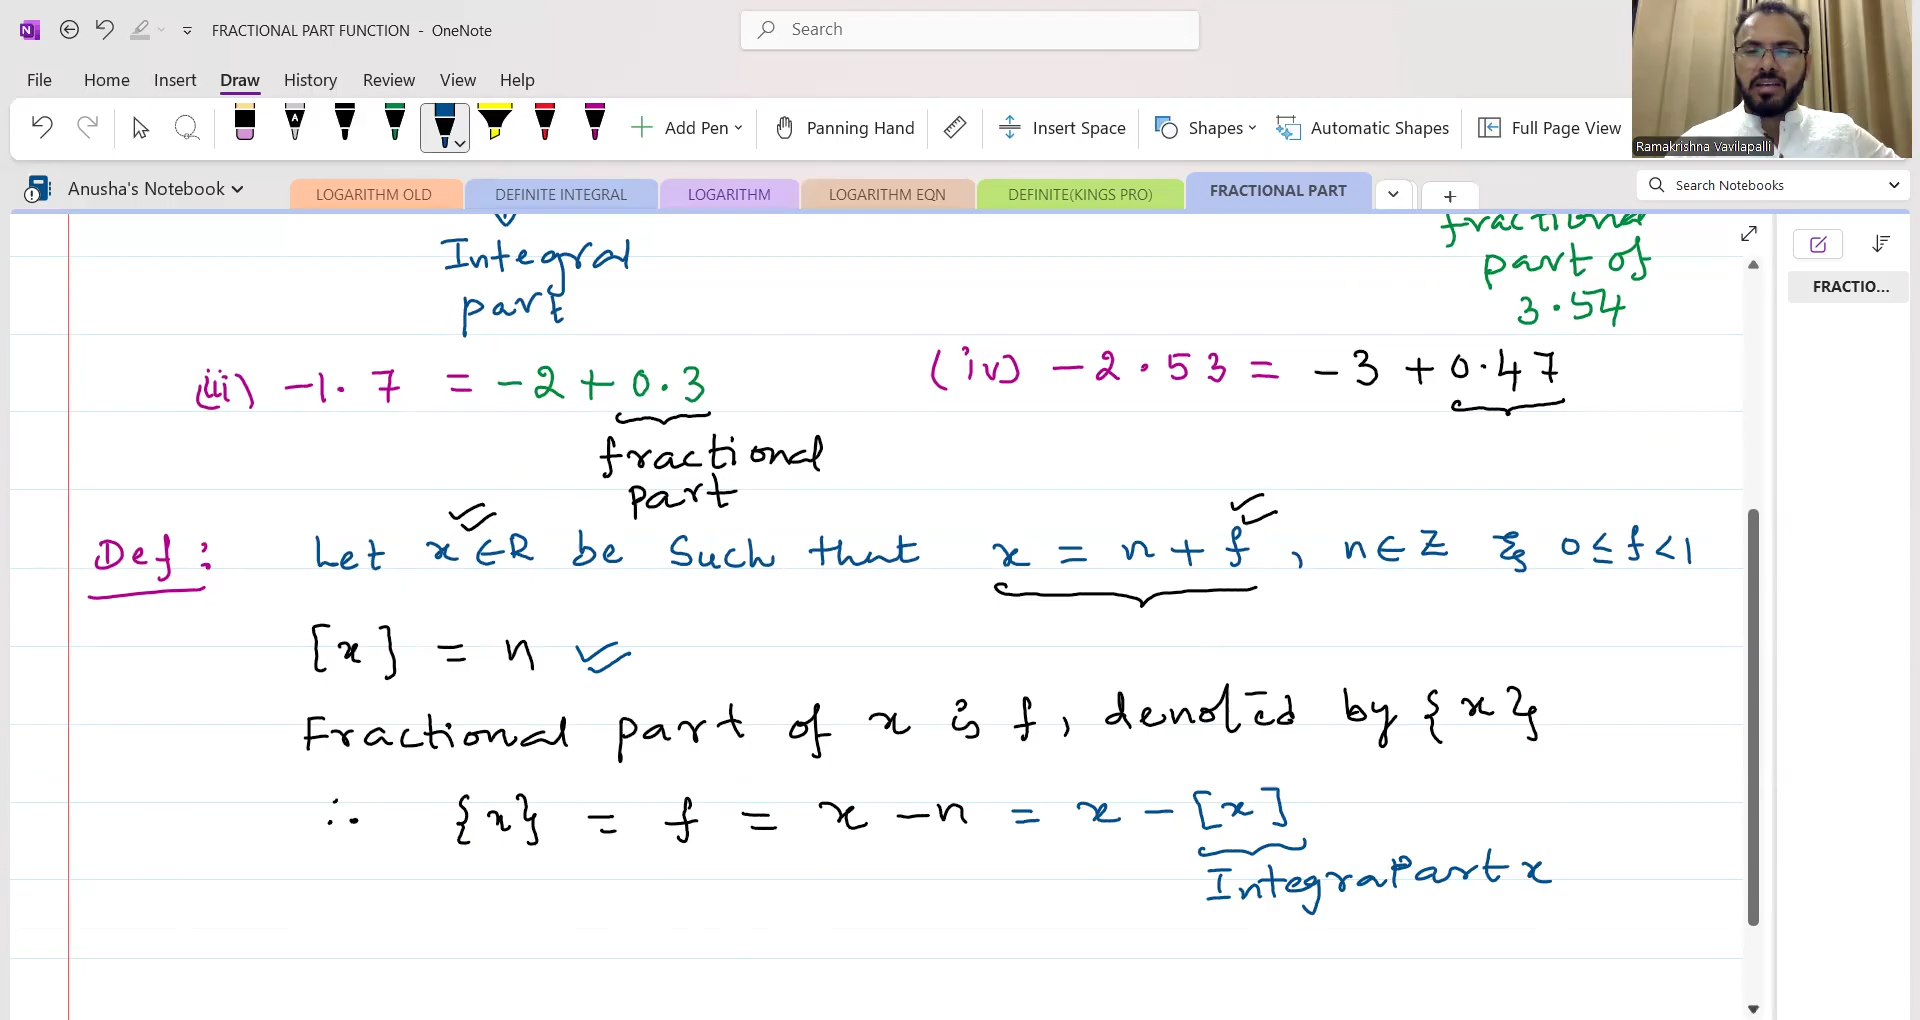 FRACTIONAL PART FUNCTION - OneNote
Search
File Home Insert Draw History Review View Help
Add Pen Panning Hand Insert Space Shapes Automatic Shapes Full Page View
Ramakrishna Vavilapalli
Anusha's Notebook
LOGARITHM OLD DEFINITE INTEGRAL LOGARITHM LOGARITHM EQN DEFINITE(KINGS PRO) FRACTIONAL PART
Search Notebooks
FRACTIO...
Integral
part
fractional
part of
3.54
(iii) -1.7 = -2 + 0.3
(iv) -2.53 = -3 + 0.47
fractional
part
Def: Let x ∈ R be such that x = n + f, n ∈ Z & 0 ≤ f < 1
[x] = n
Fractional part of x is f, denoted by {x}
∴ {x} = f = x - n = x - [x]
IntegraPart x